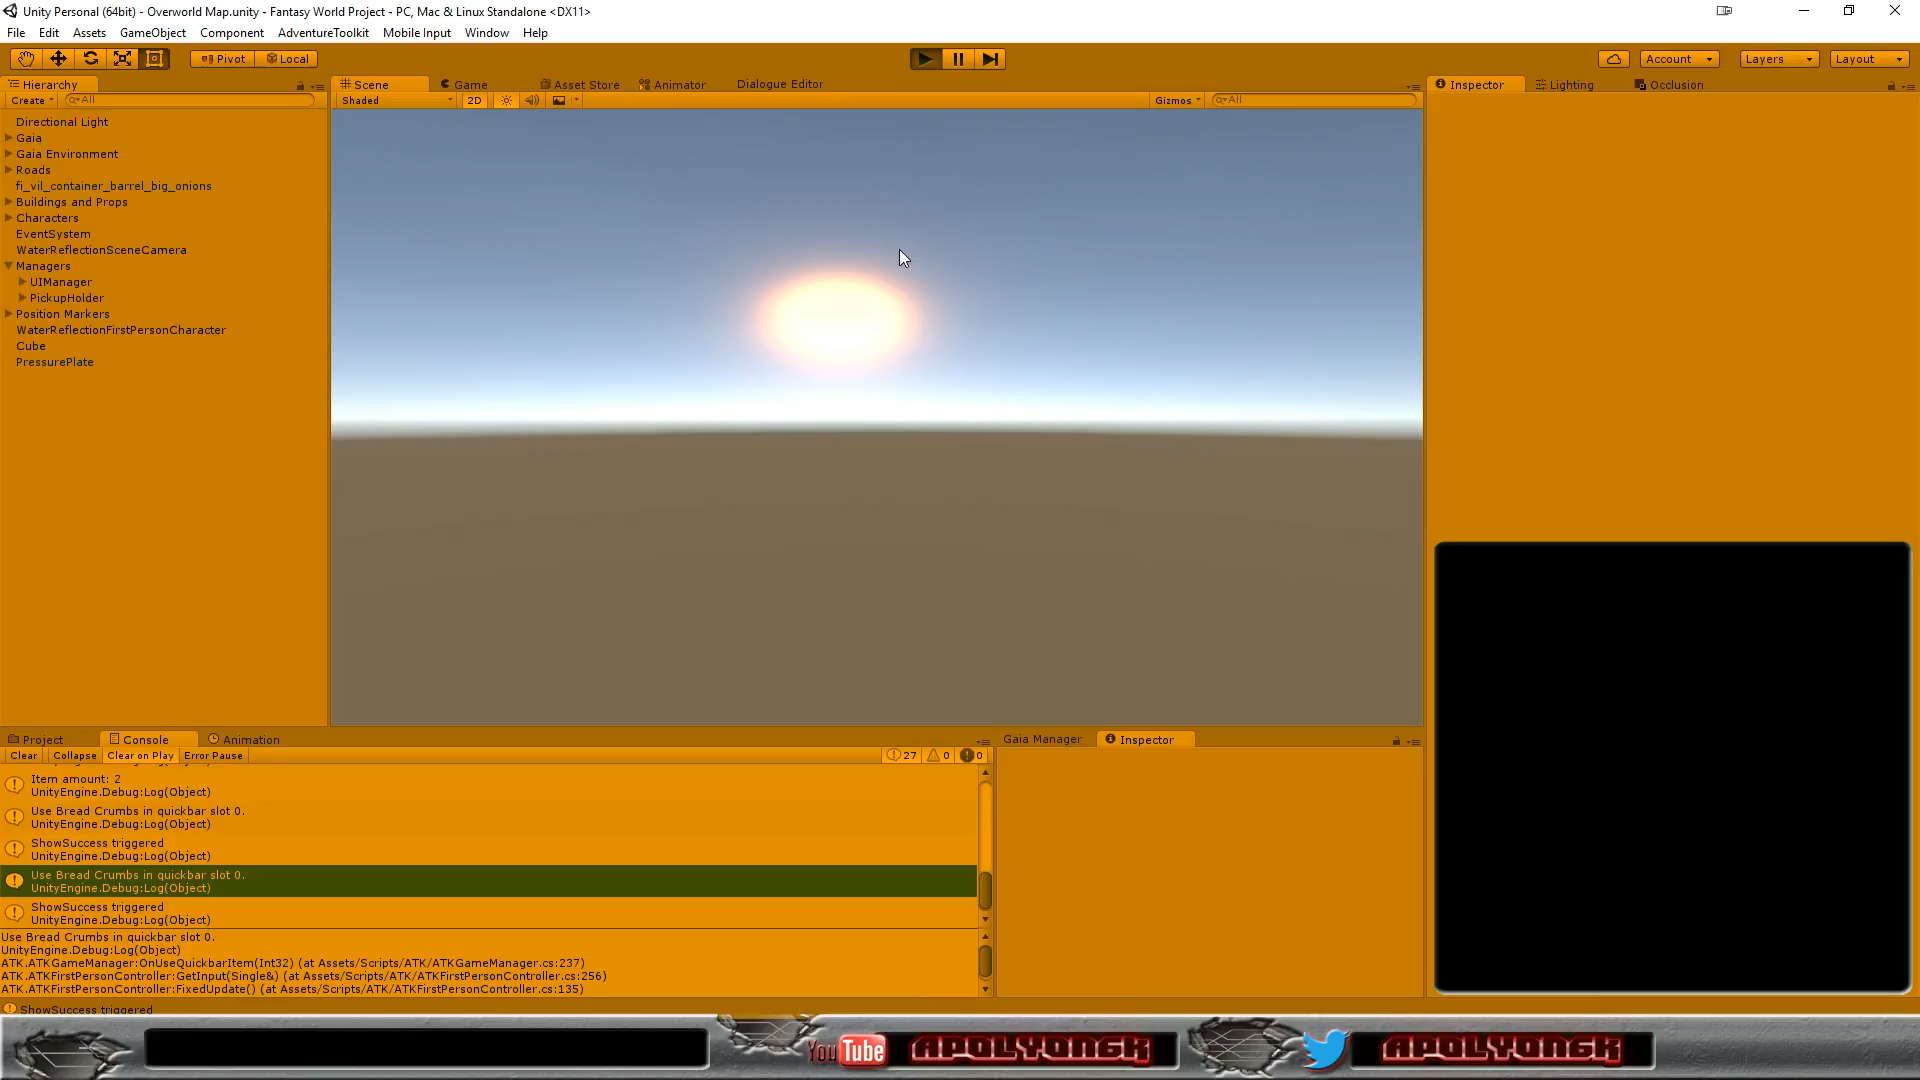 Unity Personal (64bit) - Overworld Map.unity - Fantasy World Project - PC, Mac & Linux Standalone <DX11>
File Edit Assets GameObject Component AdventureToolkit Mobile Input Window Help
Pivot Local Account Layers Layout
Hierarchy Scene Game Asset Store Animator Dialogue Editor Inspector Lighting Occlusion
Create All Shaded 2D Gizmos All
Directional Light
Gaia
Gaia Environment
Roads
fi_vil_container_barrel_big_onions
Buildings and Props
Characters
EventSystem
WaterReflectionSceneCamera
Managers
UIManager
PickupHolder
Position Markers
WaterReflectionFirstPersonCharacter
Cube
PressurePlate
Project Console Animation Gaia Manager Inspector
Clear Collapse Clear on Play Error Pause 27 0 0
Item amount: 2
UnityEngine.Debug:Log(Object)
Use Bread Crumbs in quickbar slot 0.
UnityEngine.Debug:Log(Object)
ShowSuccess triggered
UnityEngine.Debug:Log(Object)
Use Bread Crumbs in quickbar slot 0.
UnityEngine.Debug:Log(Object)
ShowSuccess triggered
UnityEngine.Debug:Log(Object)
Use Bread Crumbs in quickbar slot 0.
UnityEngine.Debug:Log(Object)
ATK.ATKGameManager:OnUseQuickbarItem(Int32) (at Assets/Scripts/ATK/ATKGameManager.cs:237)
ATK.ATKFirstPersonController:GetInput(Single&) (at Assets/Scripts/ATK/ATKFirstPersonController.cs:256)
ATK.ATKFirstPersonController:FixedUpdate() (at Assets/Scripts/ATK/ATKFirstPersonController.cs:135)
ShowSuccess triggered
YouTube APOLYON6K APOLYON6K